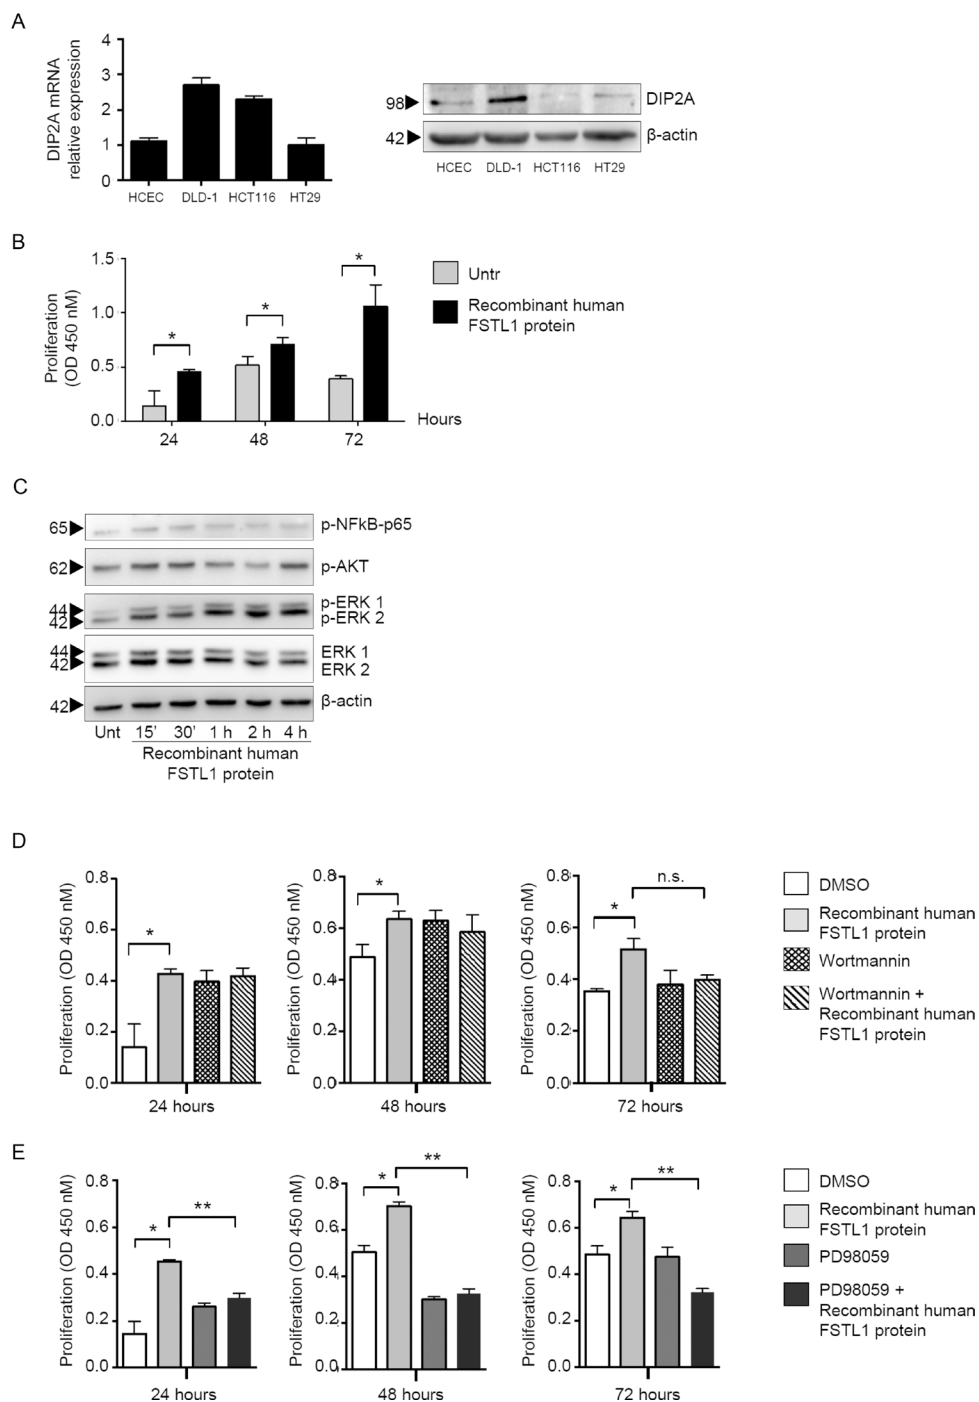 A
DIP2A mRNA
relative expression
4
3
2
1
0
HCEC
DLD-1
HCT116
HT29
98
DIP2A
42
β-actin
HCEC
DLD-1
HCT116
HT29
B
Proliferation
(OD 450 nM)
1.5
1.0
0.5
0.0
*
*
*
24
48
72
Hours
Untr
Recombinant human
FSTL1 protein
C
65
p-NFkB-p65
62
p-AKT
44
42
p-ERK 1
p-ERK 2
44
42
ERK 1
ERK 2
42
β-actin
Unt
15'
30'
1 h
2 h
4 h
Recombinant human
FSTL1 protein
D
Proliferation (OD 450 nM)
0.8
0.6
0.4
0.2
0.0
*
24 hours
Proliferation (OD 450 nM)
0.8
0.6
0.4
0.2
0.0
*
48 hours
Proliferation (OD 450 nM)
0.8
0.6
0.4
0.2
0.0
*
n.s.
72 hours
DMSO
Recombinant human
FSTL1 protein
Wortmannin
Wortmannin +
Recombinant human
FSTL1 protein
E
Proliferation (OD 450 nM)
0.8
0.6
0.4
0.2
0.0
*
**
24 hours
Proliferation (OD 450 nM)
0.8
0.6
0.4
0.2
0.0
*
**
48 hours
Proliferation (OD 450 nM)
0.8
0.6
0.4
0.2
0.0
*
**
72 hours
DMSO
Recombinant human
FSTL1 protein
PD98059
PD98059 +
Recombinant human
FSTL1 protein